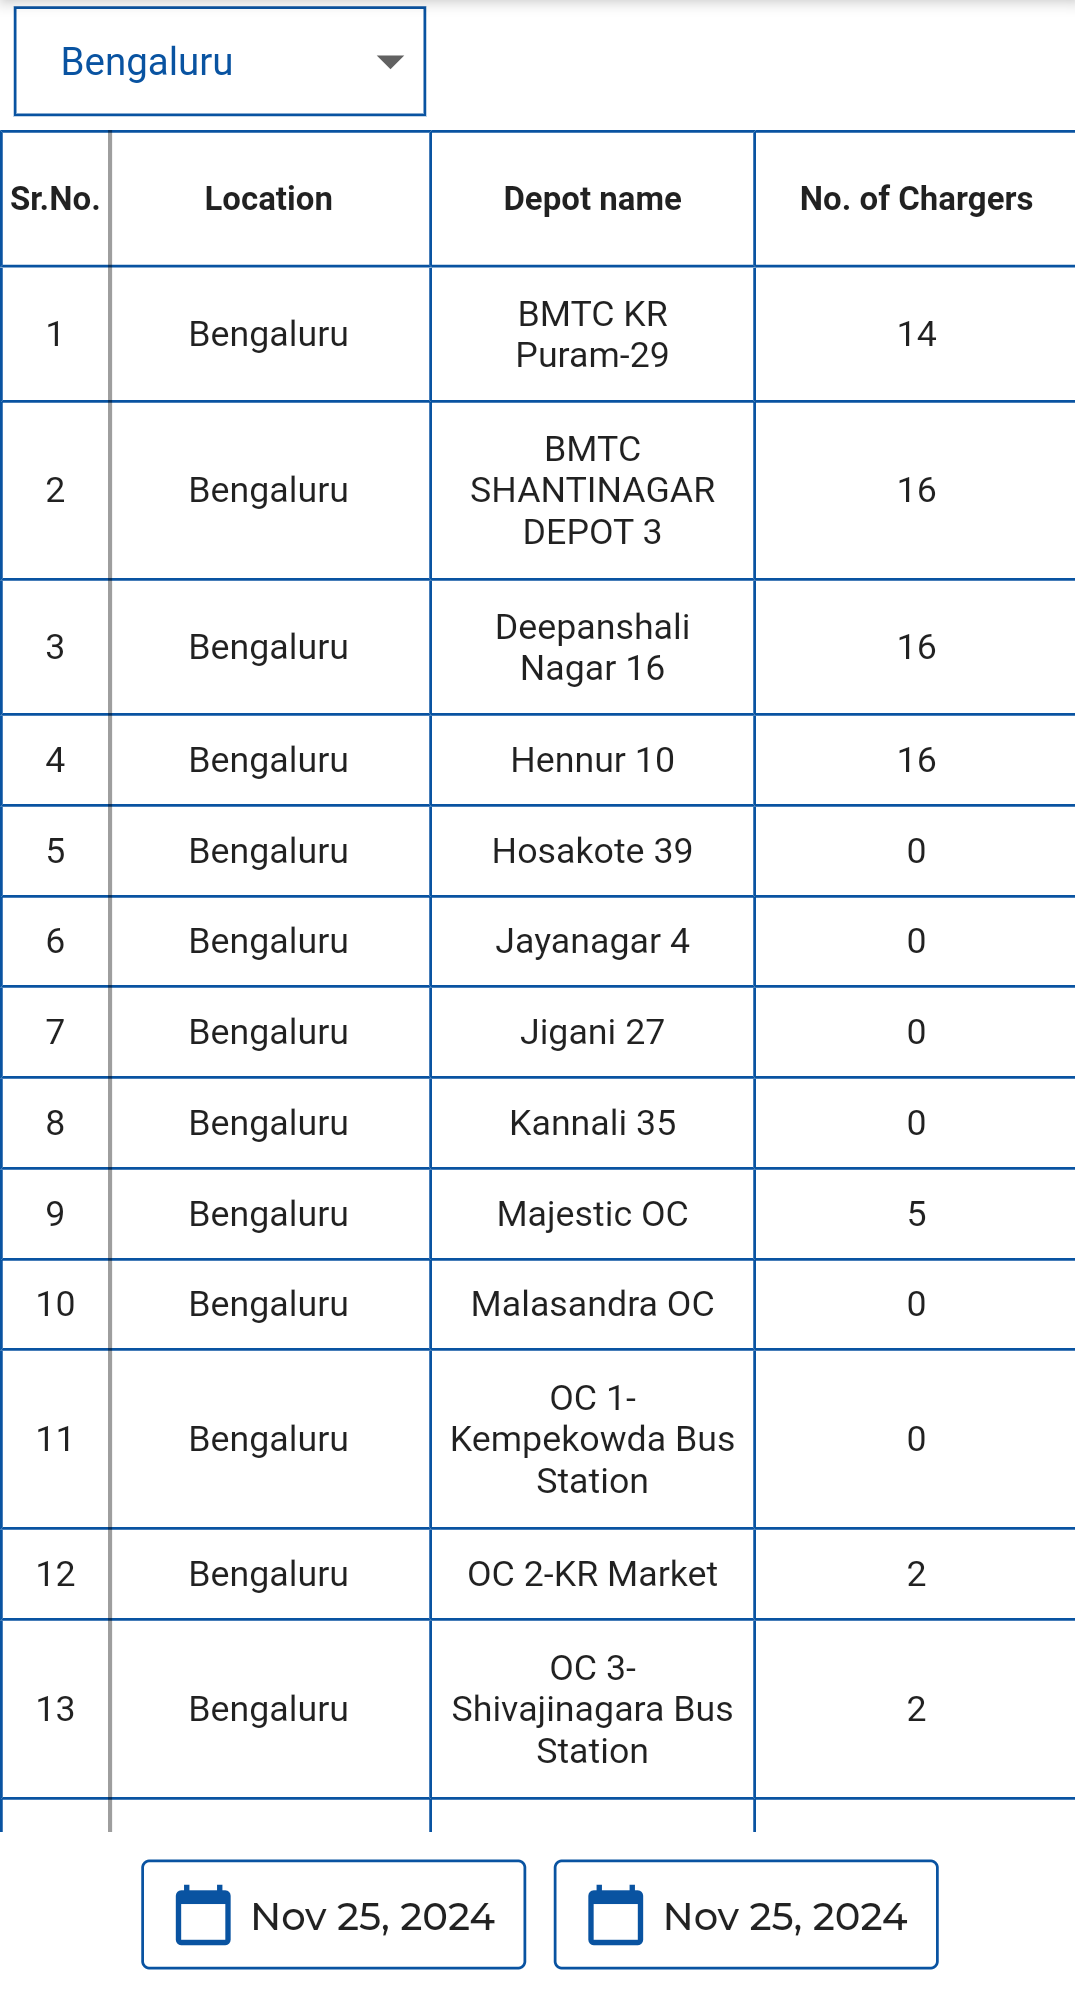 Bengaluru
Sr.No. Location Depot name No. of Chargers
1 Bengaluru BMTC KR Puram-29 14
2 Bengaluru BMTC SHANTINAGAR DEPOT 3 16
3 Bengaluru Deepanshali Nagar 16 16
4 Bengaluru Hennur 10 16
5 Bengaluru Hosakote 39 0
6 Bengaluru Jayanagar 4 0
7 Bengaluru Jigani 27 0
8 Bengaluru Kannali 35 0
9 Bengaluru Majestic OC 5
10 Bengaluru Malasandra OC 0
11 Bengaluru OC 1-Kempekowda Bus Station 0
12 Bengaluru OC 2-KR Market 2
13 Bengaluru OC 3-Shivajinagara Bus Station 2
Nov 25, 2024 Nov 25, 2024